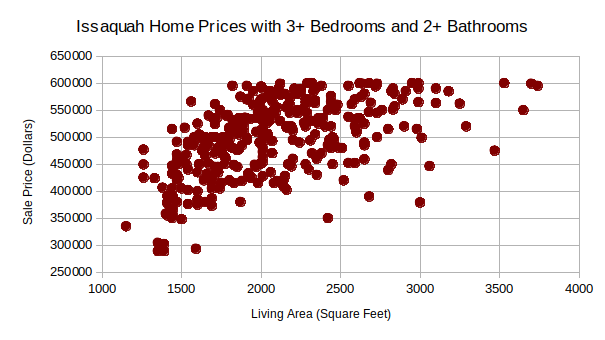 Issaquah Home Prices with 3+ Bedrooms and 2+ Bathrooms
650000
600000
550000
500000
450000
400000
350000
300000
250000
Sale Price (Dollars)
1000 1500 2000 2500 3000 3500 4000
Living Area (Square Feet)